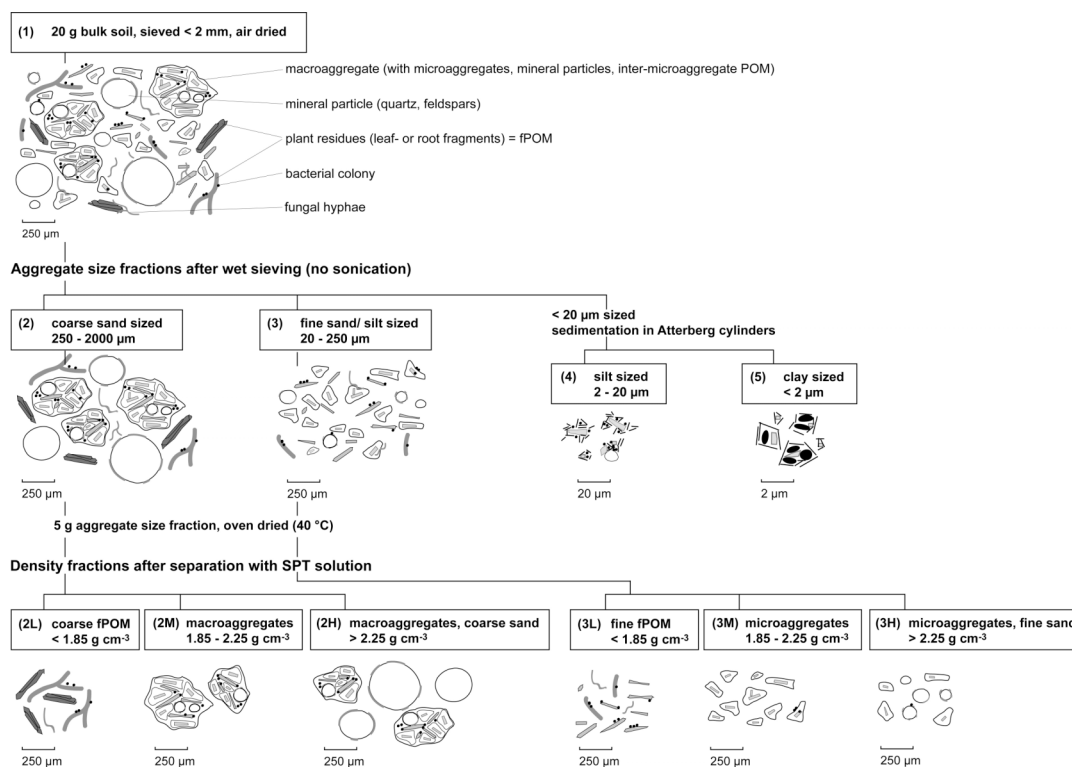 (1) 20 g bulk soil, sieved < 2 mm, air dried
macroaggregate (with microaggregates, mineral particles, inter-microaggregate POM)
mineral particle (quartz, feldspars)
plant residues (leaf- or root fragments) = fPOM
bacterial colony
fungal hyphae
250 µm
Aggregate size fractions after wet sieving (no sonication)
(2) coarse sand sized
250 - 2000 µm
(3) fine sand/ silt sized
20 - 250 µm
< 20 µm sized
sedimentation in Atterberg cylinders
(4) silt sized
2 - 20 µm
(5) clay sized
< 2 µm
250 µm
250 µm
20 µm
2 µm
5 g aggregate size fraction, oven dried (40 °C)
Density fractions after separation with SPT solution
(2L) coarse fPOM
< 1.85 g cm⁻³
(2M) macroaggregates
1.85 - 2.25 g cm⁻³
(2H) macroaggregates, coarse sand
> 2.25 g cm⁻³
(3L) fine fPOM
< 1.85 g cm⁻³
(3M) microaggregates
1.85 - 2.25 g cm⁻³
(3H) microaggregates, fine sand
> 2.25 g cm⁻³
250 µm
250 µm
250 µm
250 µm
250 µm
250 µm